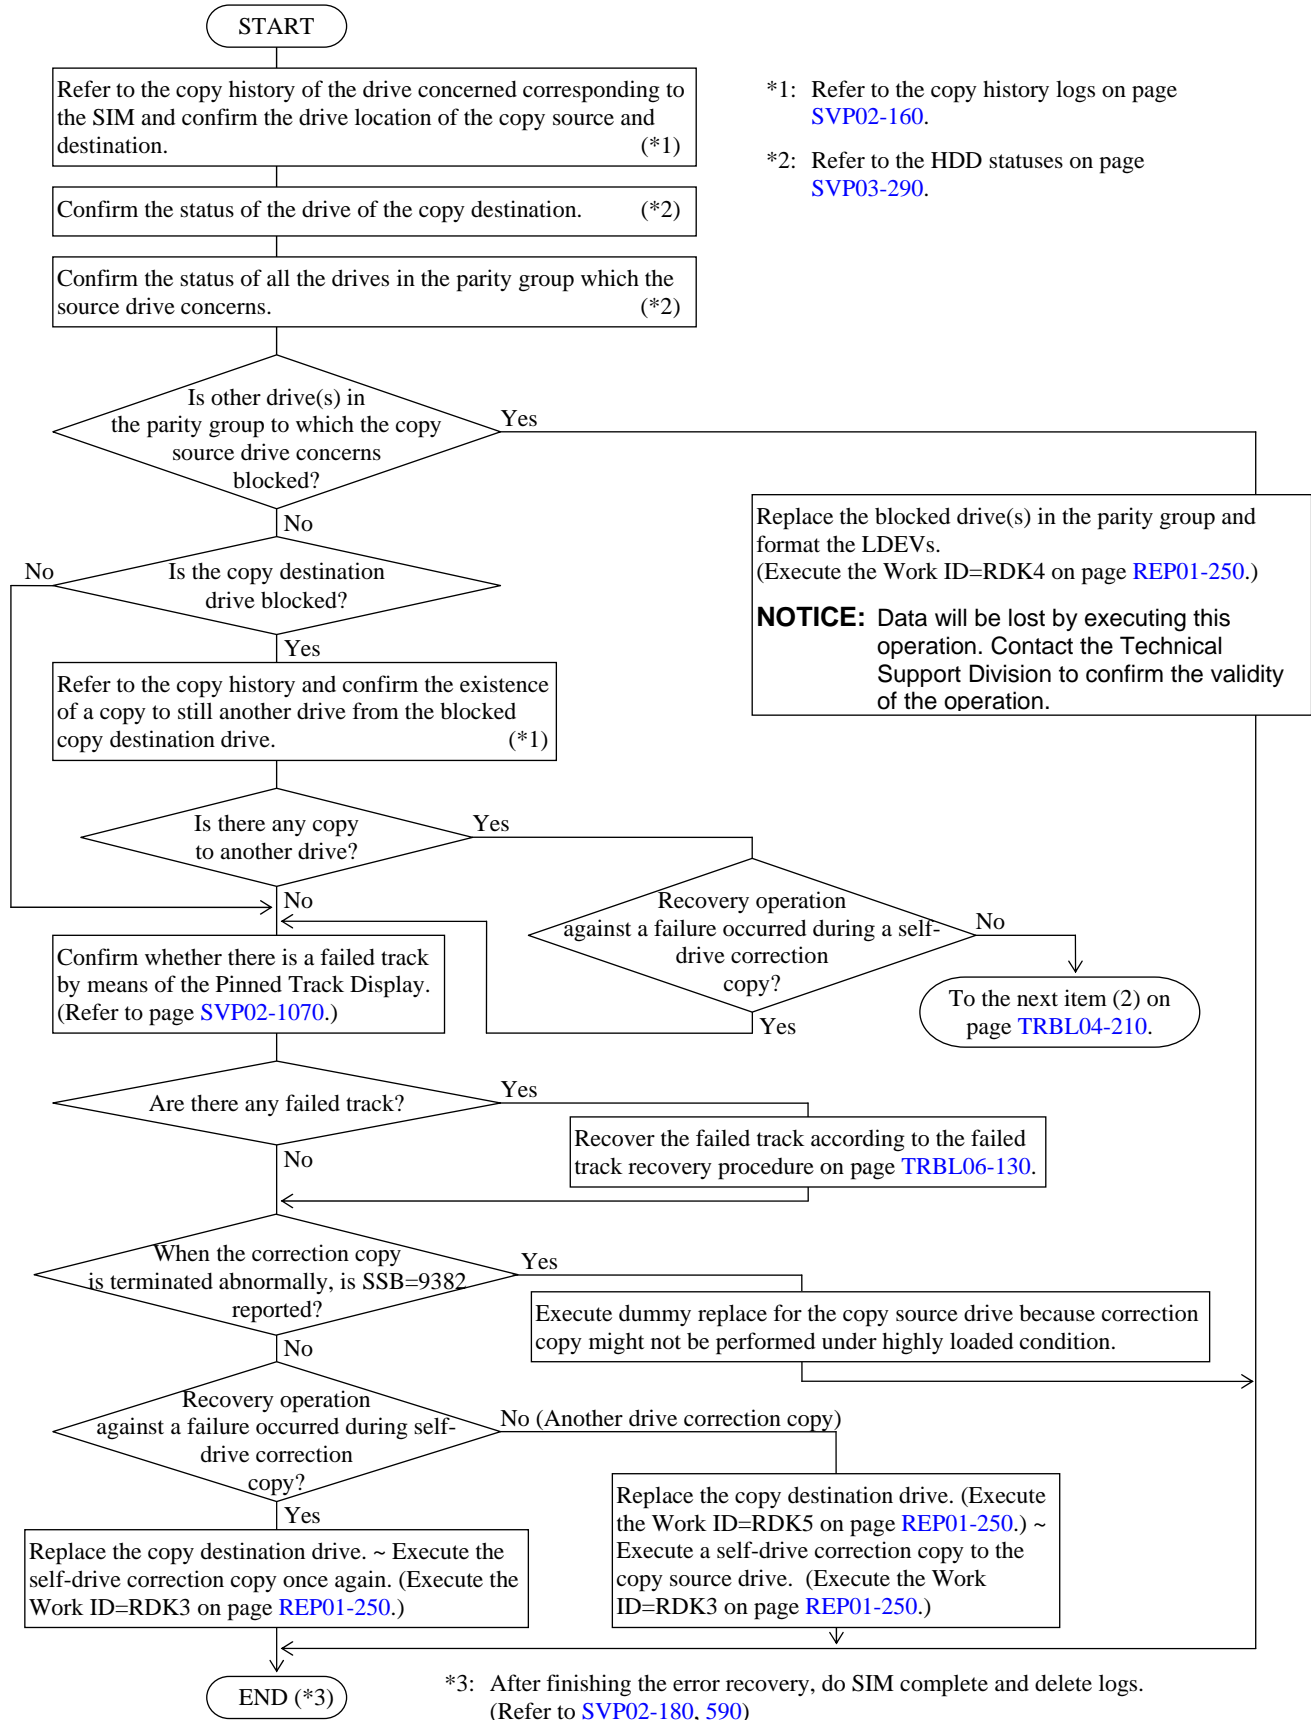 START
Refer to the copy history of the drive concerned corresponding to
the SIM and confirm the drive location of the copy source and
destination. (*1)
*1: Refer to the copy history logs on page
SVP02-160.
*2: Refer to the HDD statuses on page
SVP03-290.
Confirm the status of the drive of the copy destination. (*2)
Confirm the status of all the drives in the parity group which the
source drive concerns. (*2)
Is other drive(s) in
the parity group to which the copy
source drive concerns
blocked?
Yes
No
Replace the blocked drive(s) in the parity group and
format the LDEVs.
(Execute the Work ID=RDK4 on page REP01-250.)
NOTICE: Data will be lost by executing this
operation. Contact the Technical
Support Division to confirm the validity
of the operation.
No
Is the copy destination
drive blocked?
Yes
Refer to the copy history and confirm the existence
of a copy to still another drive from the blocked
copy destination drive. (*1)
Is there any copy
to another drive?
Yes
No
Recovery operation
against a failure occurred during a self-
drive correction
copy?
No
Yes
To the next item (2) on
page TRBL04-210.
Confirm whether there is a failed track
by means of the Pinned Track Display.
(Refer to page SVP02-1070.)
Are there any failed track?
Yes
No
Recover the failed track according to the failed
track recovery procedure on page TRBL06-130.
When the correction copy
is terminated abnormally, is SSB=9382
reported?
Yes
No
Execute dummy replace for the copy source drive because correction
copy might not be performed under highly loaded condition.
Recovery operation
against a failure occurred during self-
drive correction
copy?
No (Another drive correction copy)
Yes
Replace the copy destination drive. (Execute
the Work ID=RDK5 on page REP01-250.) ~
Execute a self-drive correction copy to the
copy source drive. (Execute the Work
ID=RDK3 on page REP01-250.)
Replace the copy destination drive. ~ Execute the
self-drive correction copy once again. (Execute the
Work ID=RDK3 on page REP01-250.)
END (*3)
*3: After finishing the error recovery, do SIM complete and delete logs.
(Refer to SVP02-180, 590)